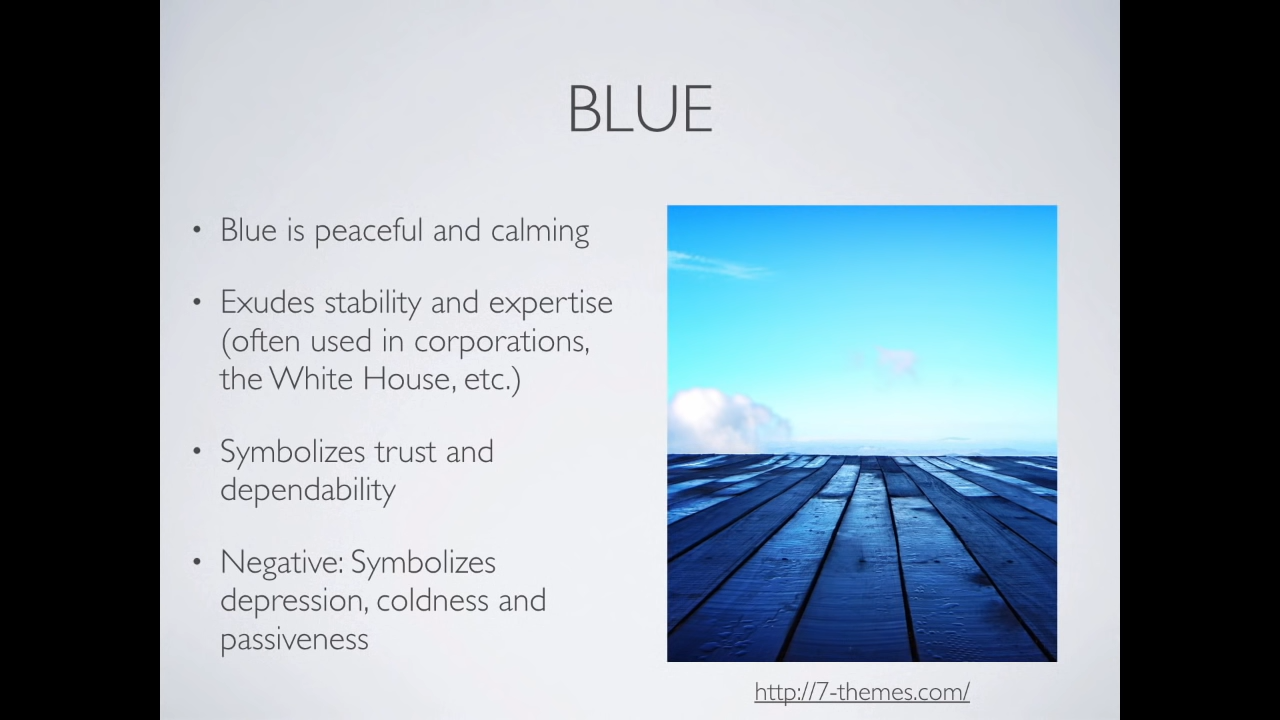 BLUE
• Blue is peaceful and calming
• Exudes stability and expertise
(often used in corporations,
the White House, etc.)
• Symbolizes trust and
dependability
• Negative: Symbolizes
depression, coldness and
passiveness
http://7-themes.com/